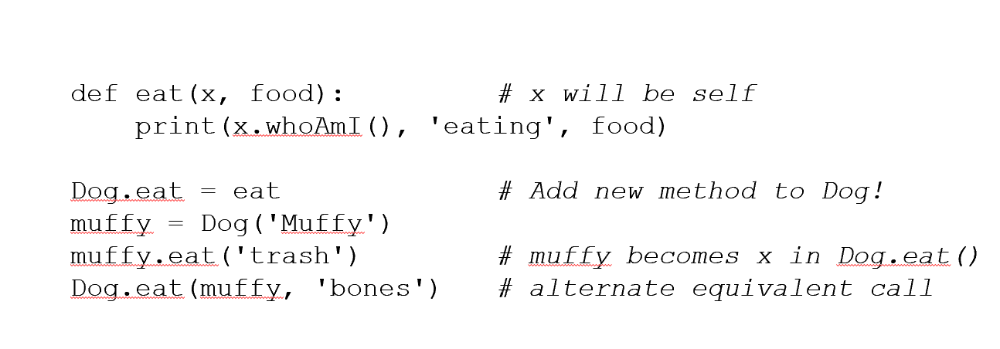 def eat(x, food):          # x will be self
    print(x.whoAmI(), 'eating', food)
Dog.eat = eat              # Add new method to Dog!
muffy = Dog('Muffy')
muffy.eat('trash')         # muffy becomes x in Dog.eat()
Dog.eat(muffy, 'bones')    # alternate equivalent call